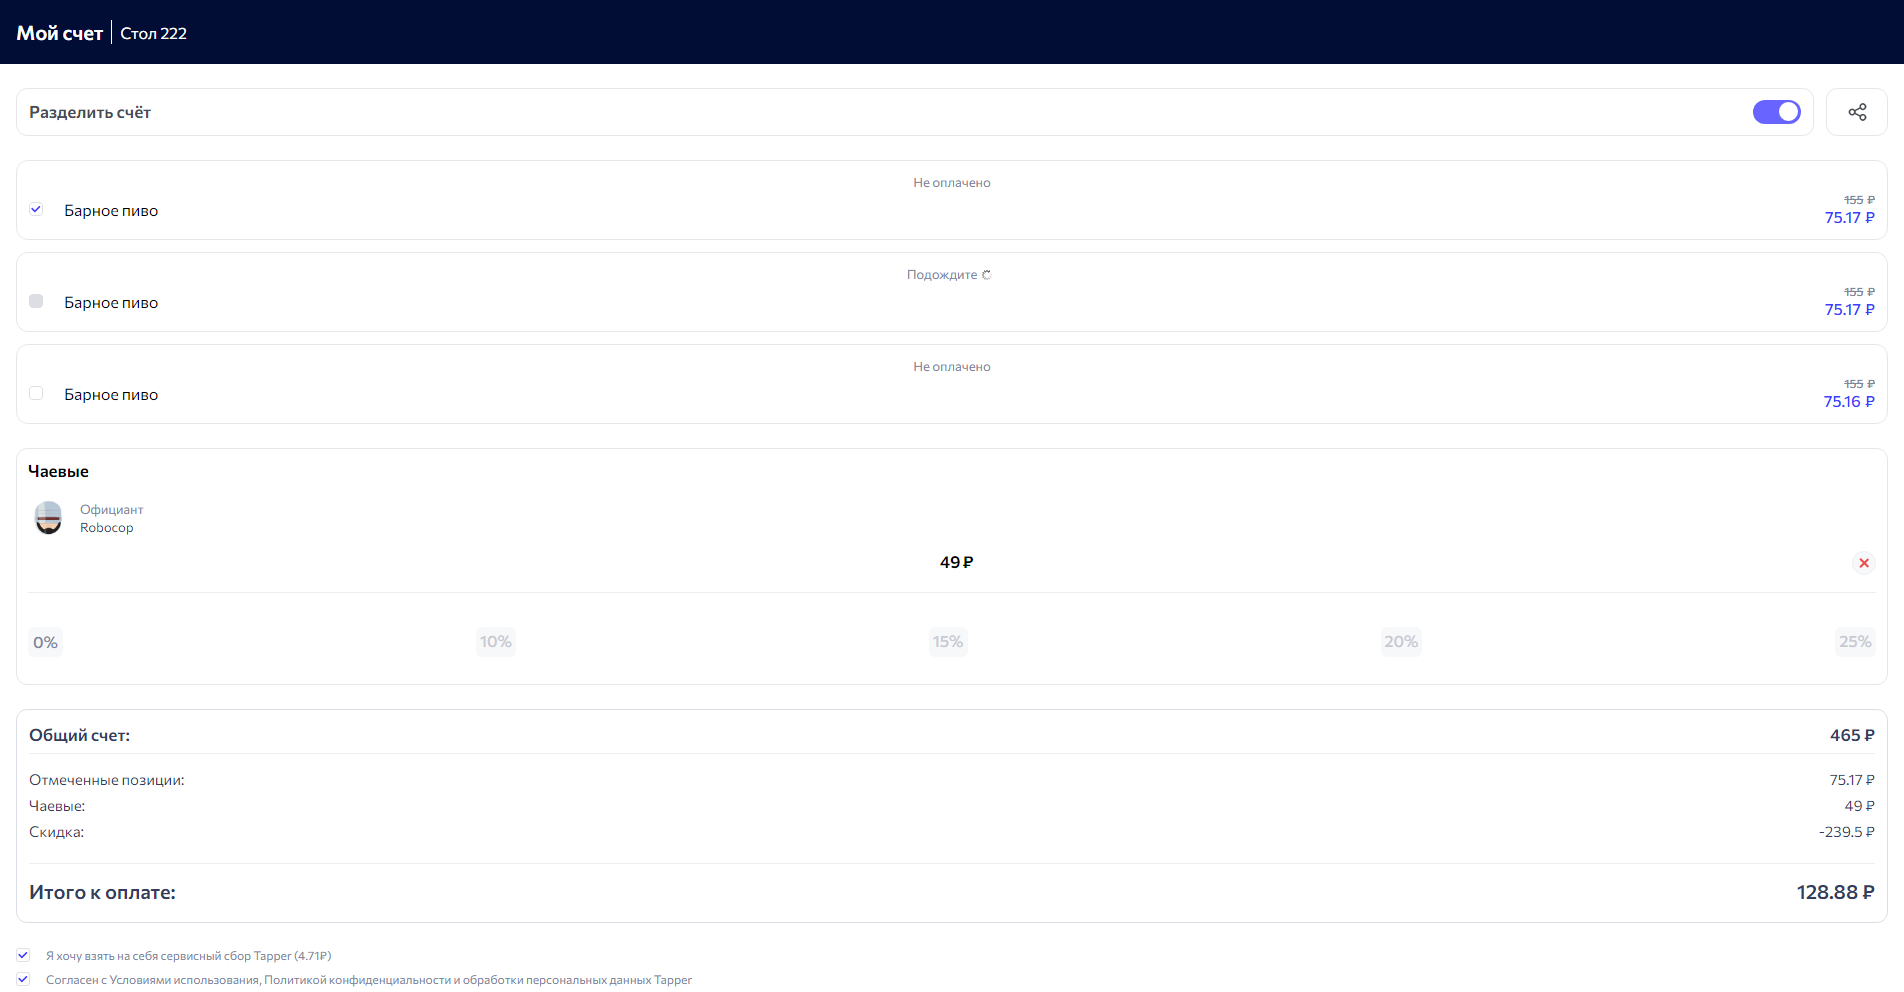 Мой счет
Стол 222
Разделить счёт
Не оплачено
Барное пиво
155 ₽
75.17 ₽
Подождите
Барное пиво
155 ₽
75.17 ₽
Не оплачено
Барное пиво
155 ₽
75.16 ₽
Чаевые
Официант
Robocop
49 ₽
0%
10%
15%
20%
25%
Общий счет: 465 ₽
Отмеченные позиции: 75.17 ₽
Чаевые: 49 ₽
Скидка: -239.5 ₽
Итого к оплате: 128.88 ₽
Я хочу взять на себя сервисный сбор Tapper (4.71₽)
Согласен с Условиями использования, Политикой конфиденциальности и обработки персональных данных Tapper